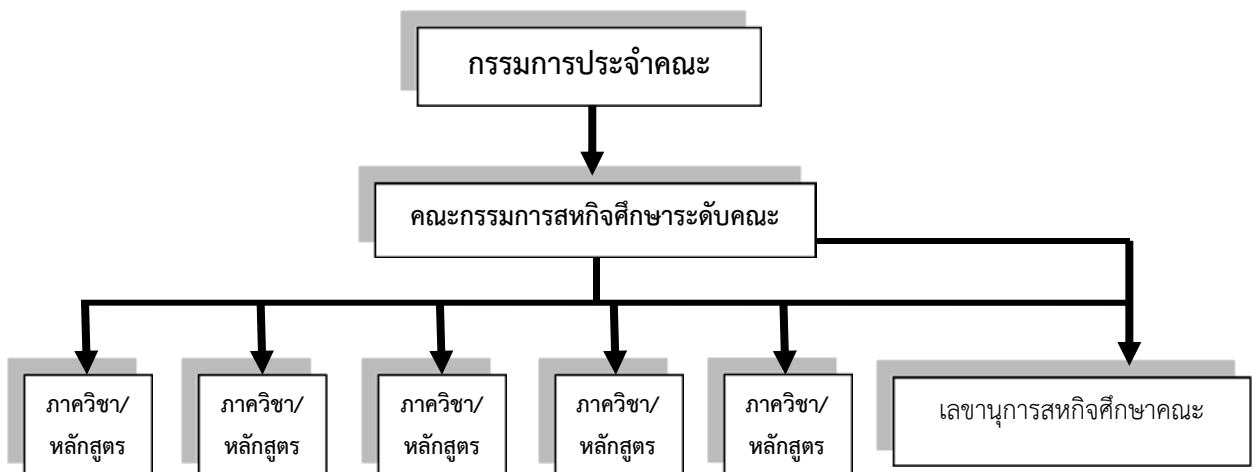 กรรมการประจำคณะ
คณะกรรมการสหกิจศึกษาระดับคณะ
ภาควิชา/
หลักสูตร
ภาควิชา/
หลักสูตร
ภาควิชา/
หลักสูตร
ภาควิชา/
หลักสูตร
ภาควิชา/
หลักสูตร
เลขานุการสหกิจศึกษาคณะ